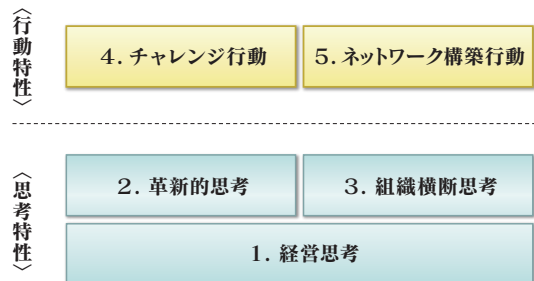 〈行動特性〉
4. チャレンジ行動
5. ネットワーク構築行動
〈思考特性〉
2. 革新的思考
3. 組織横断思考
1. 経営思考